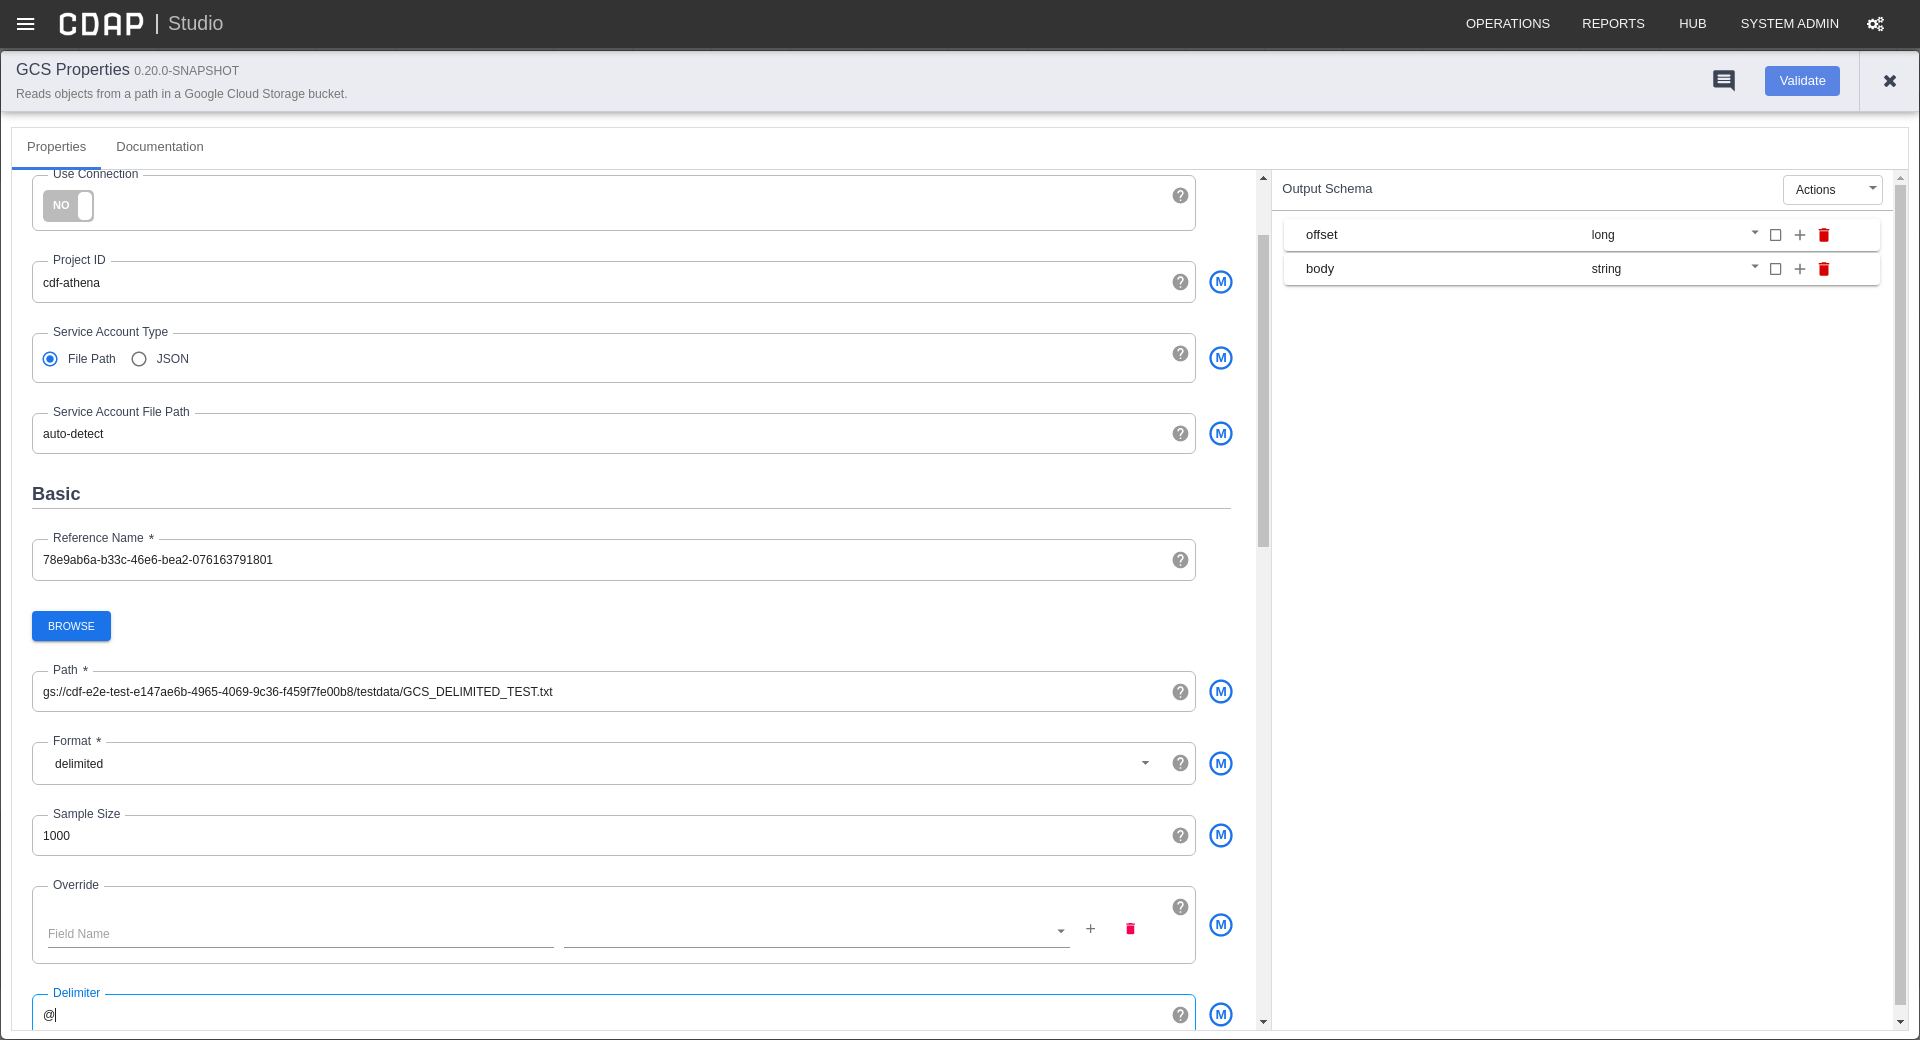 CDAP | Studio
OPERATIONS REPORTS HUB SYSTEM ADMIN
GCS Properties 0.20.0-SNAPSHOT
Reads objects from a path in a Google Cloud Storage bucket.
Validate
Properties Documentation
Use Connection
NO
Project ID
cdf-athena
M
Service Account Type
File Path JSON
M
Service Account File Path
auto-detect
M
Basic
Reference Name *
78e9ab6a-b33c-46e6-bea2-076163791801
BROWSE
Path *
gs://cdf-e2e-test-e147ae6b-4965-4069-9c36-f459f7fe00b8/testdata/GCS_DELIMITED_TEST.txt
M
Format *
delimited
M
Sample Size
1000
M
Override
Field Name
M
Delimiter
@
M
Output Schema
Actions
offset long
body string